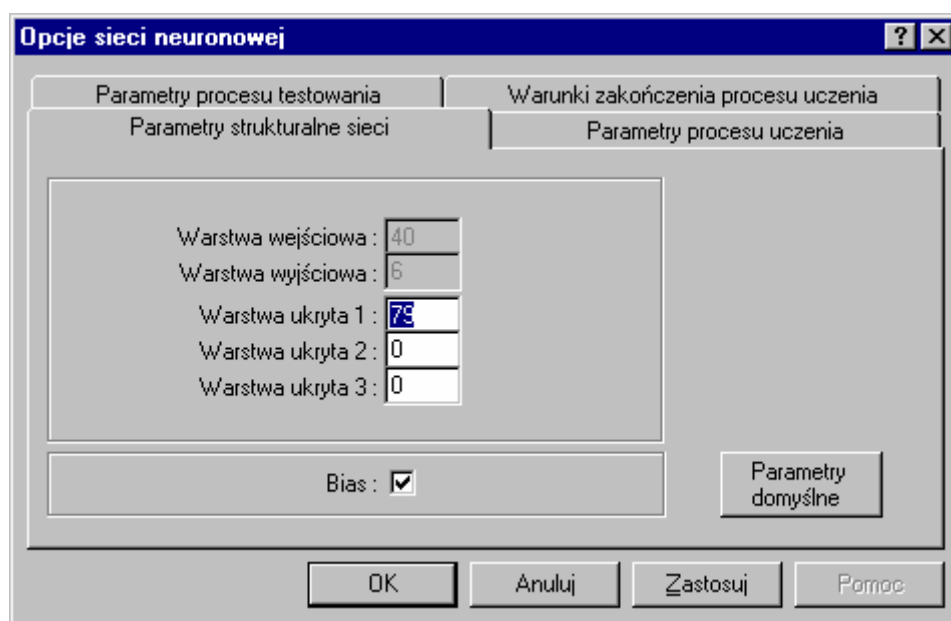 Opcje sieci neuronowej
Parametry procesu testowania Warunki zakończenia procesu uczenia
Parametry strukturalne sieci Parametry procesu uczenia
Warstwa wejściowa : 40
Warstwa wyjściowa : 6
Warstwa ukryta 1 : 79
Warstwa ukryta 2 : 0
Warstwa ukryta 3 : 0
Bias :
Parametry
domyślne
OK Anuluj Zastosuj Pomoc